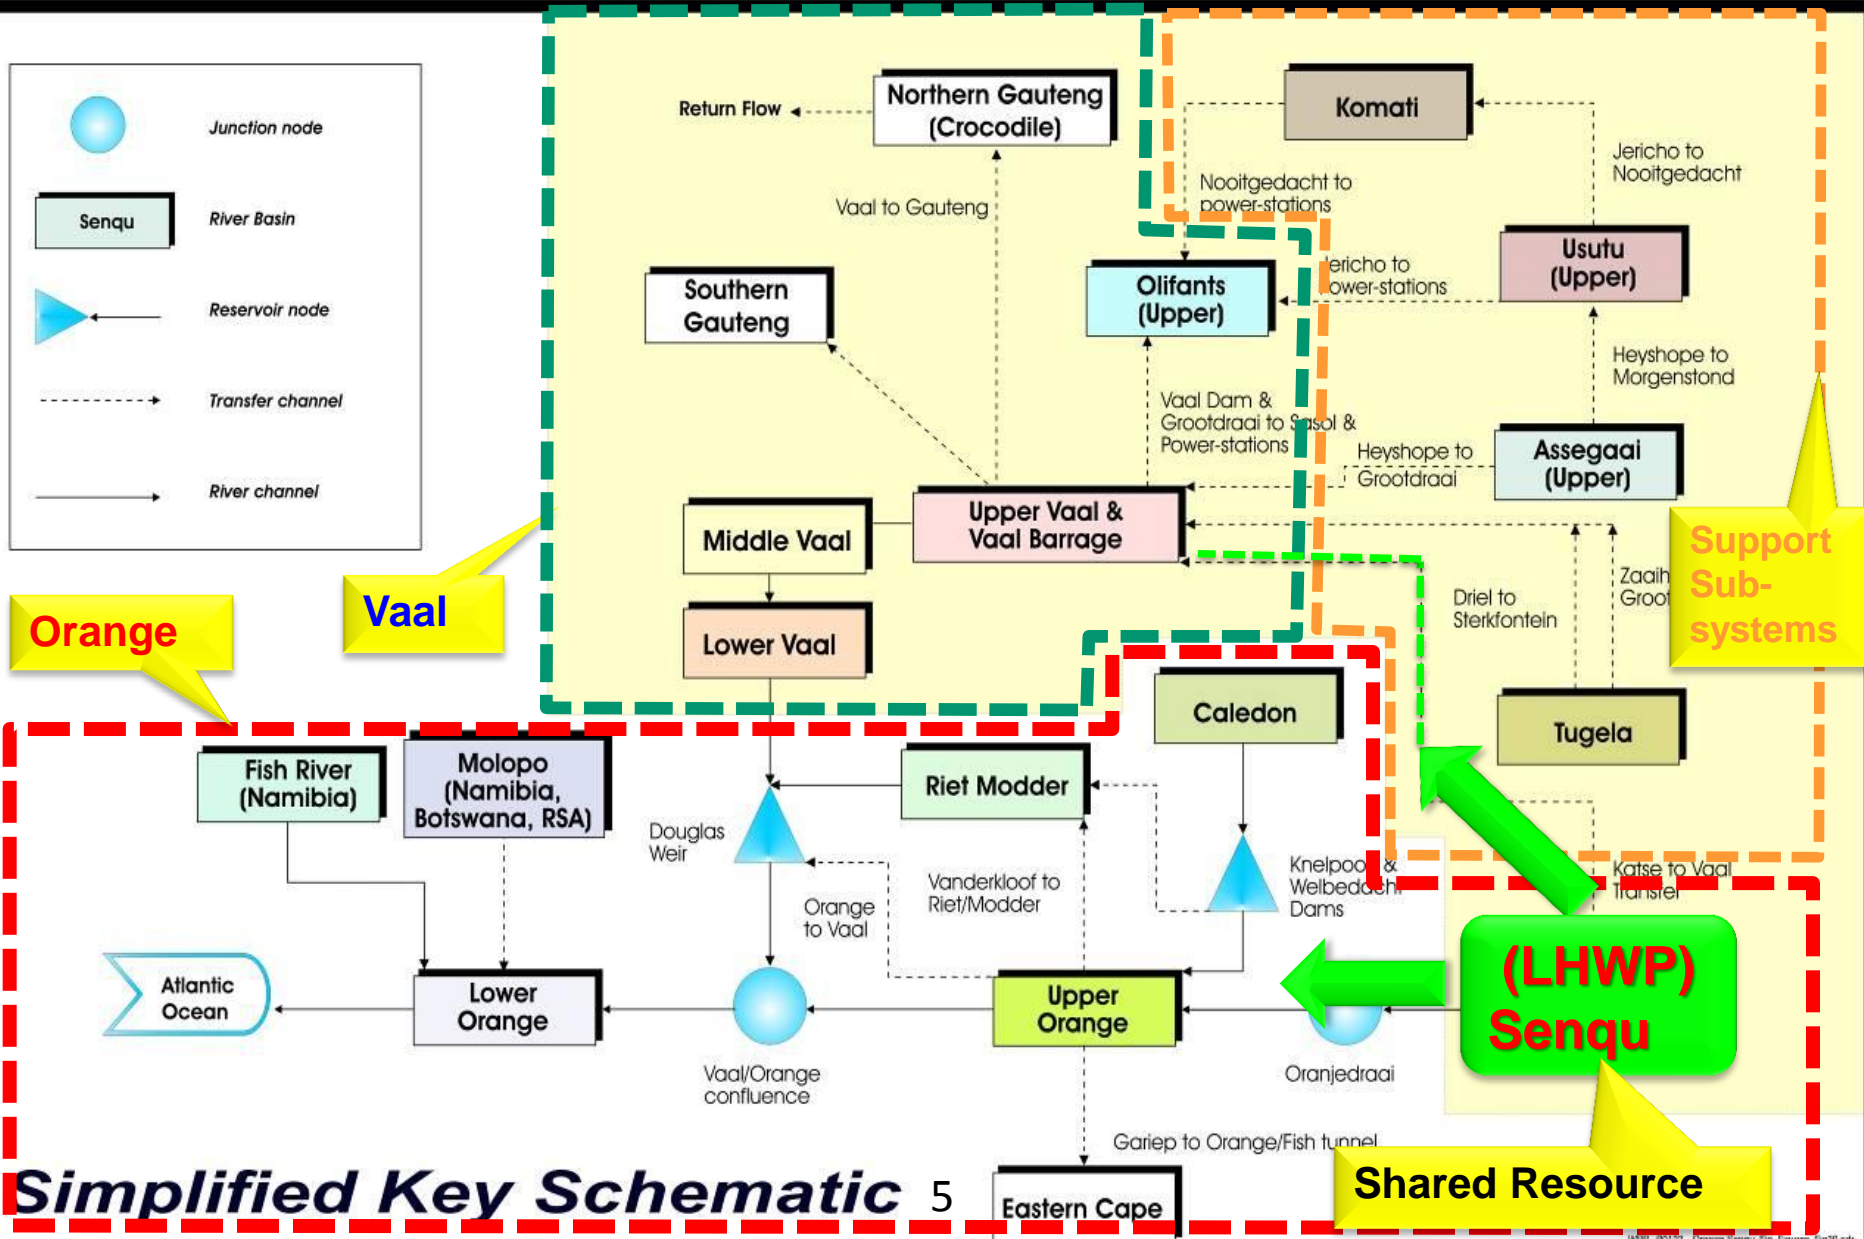 Junction node
Senqu
River Basin
Reservoir node
Transfer channel
River channel
Return Flow
Northern Gauteng
(Crocodile)
Komati
Jericho to
Nooitgedacht
Nooitgedacht to
power-stations
Vaal to Gauteng
Southern
Gauteng
Olifants
(Upper)
Jericho to
power-stations
Usutu
(Upper)
Heyshope to
Morgenstond
Vaal Dam &
Grootdraai to Sasol &
Power-stations
Heyshope to
Grootdraai
Assegaai
(Upper)
Upper Vaal &
Vaal Barrage
Middle Vaal
Lower Vaal
Driel to
Sterkfontein
Support
Sub-
systems
Vaal
Orange
Caledon
Tugela
Fish River
(Namibia)
Molopo
(Namibia,
Botswana, RSA)
Riet Modder
Douglas
Weir
Vanderkloof to
Riet/Modder
Orange
to Vaal
Knelpoort &
Welbedacht
Dams
Katse to Vaal
Transfer
Atlantic
Ocean
Lower
Orange
Upper
Orange
(LHWP)
Senqu
Vaal/Orange
confluence
Oranjedraai
Gariep to Orange/Fish tunnel
Shared Resource
Simplified Key Schematic 5
Eastern Cape